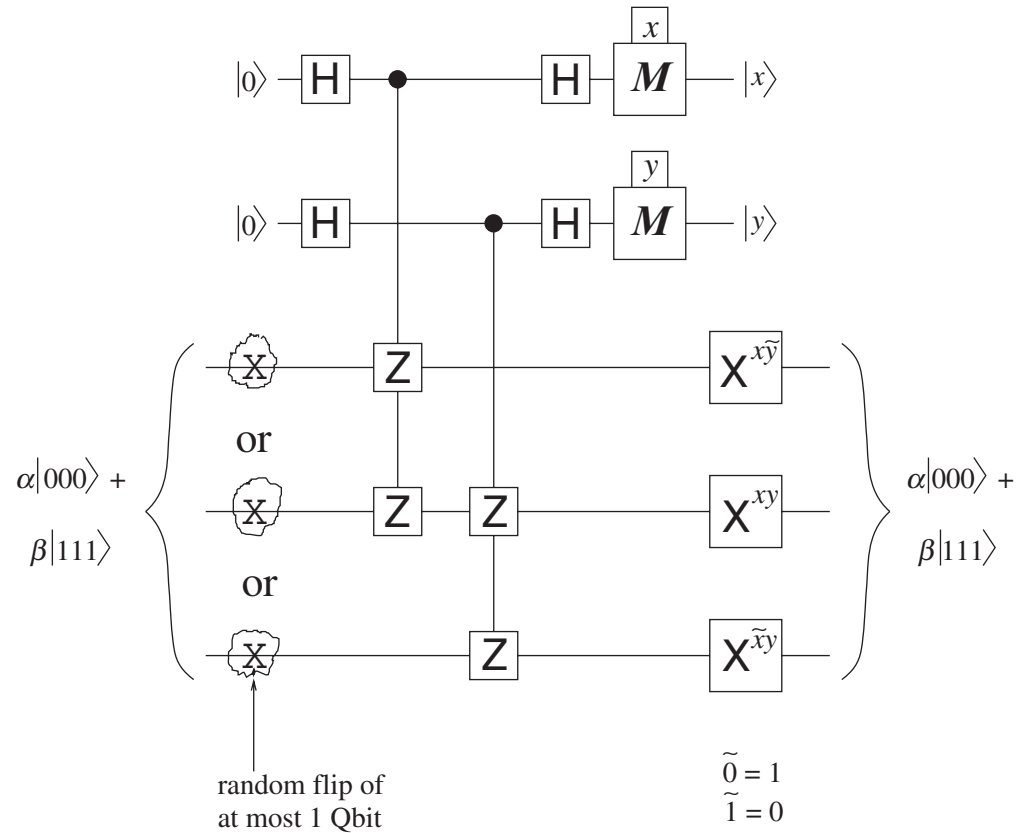 x
|0⟩ H H M |x⟩
y
|0⟩ H H M |y⟩
X Z X^{xỹ}
or
α|000⟩ + α|000⟩ +
X Z Z X^{xy}
β|111⟩ β|111⟩
or
X Z X^{x̃y}
random flip of
at most 1 Qbit
0̃ = 1
1̃ = 0